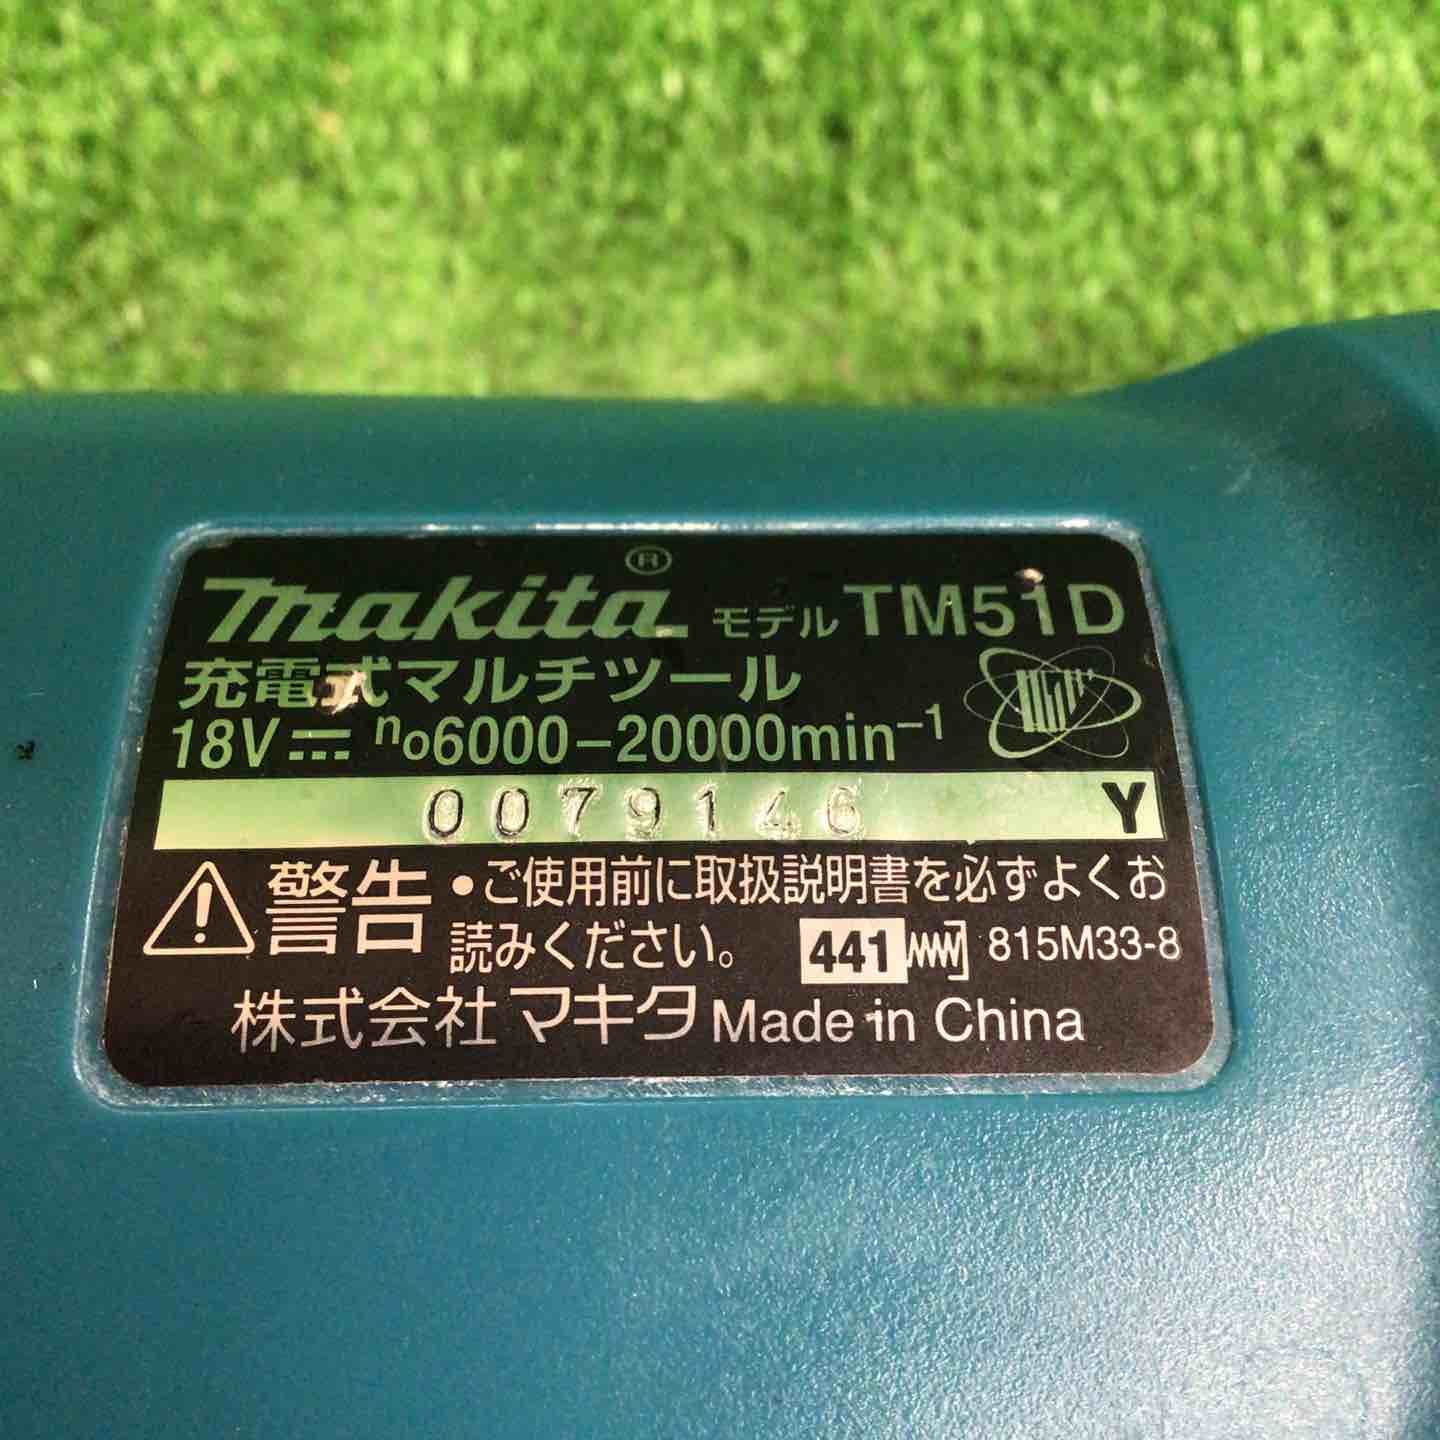 makita® モデル TM51D
充電式マルチツール
18V⎓ n₀6000–20000min⁻¹
0079146 Y
⚠警告 •ご使用前に取扱説明書を必ずよくお
読みください。 441 815M33-8
株式会社マキタ Made in China